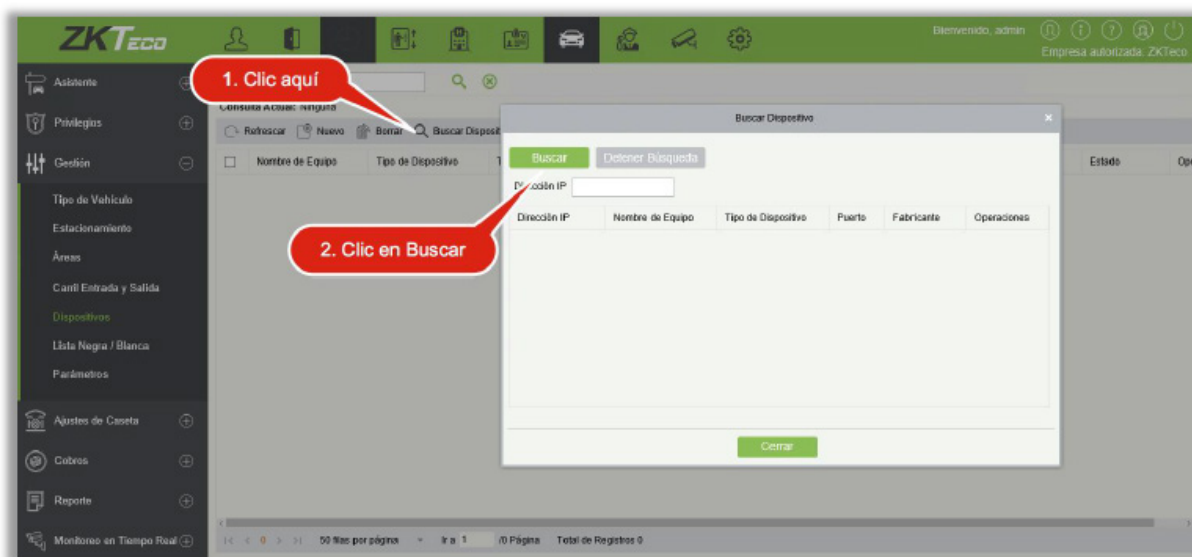 ZKTeco
Bienvenido, admin
Empresa autorizada: ZKTeco
Asistente
1. Clic aquí
Consulta Actual: Ninguna
Privilegios
Refrescar Nuevo Borrar Buscar Disposit
Buscar Dispositivo
Gestión
Nombre de Equipo Tipo de Dispositivo
Buscar Detener Búsqueda
Estado Ope
Dirección IP
Tipo de Vehículo
Dirección IP Nombre de Equipo Tipo de Dispositivo Puerto Fabricante Operaciones
Estacionamiento
2. Clic en Buscar
Áreas
Carril Entrada y Salida
Dispositivos
Lista Negra / Blanca
Parámetros
Ajustes de Caseta
Cerrar
Cobros
Reporte
Monitoreo en Tiempo Real
0 50 filas por página Ir a 1 /0 Página Total de Registros 0